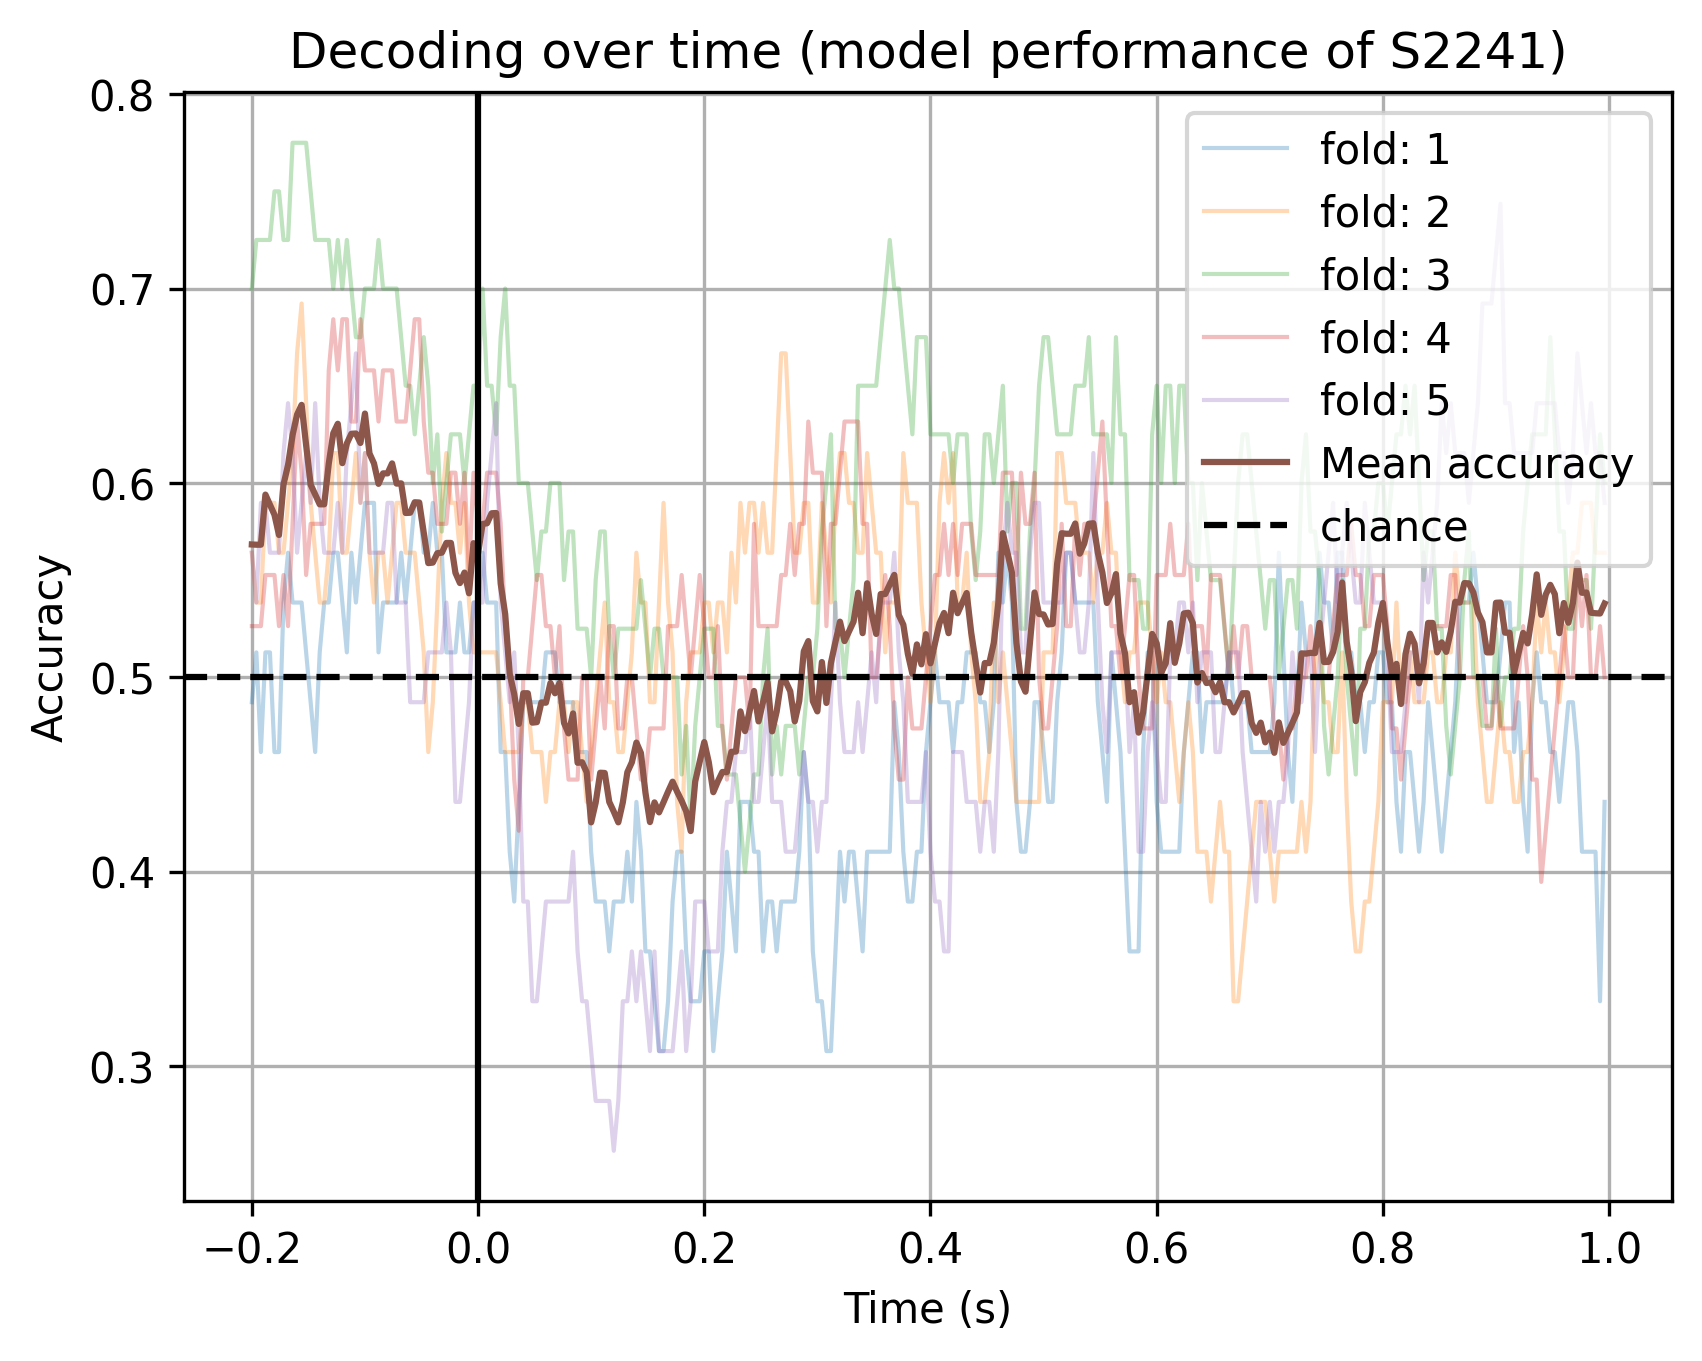 Decoding over time (model performance of S2241)
0.8
0.7
0.6
0.5
0.4
0.3
Accuracy
fold: 1
fold: 2
fold: 3
fold: 4
fold: 5
Mean accuracy
chance
−0.2 0.0 0.2 0.4 0.6 0.8 1.0
Time (s)